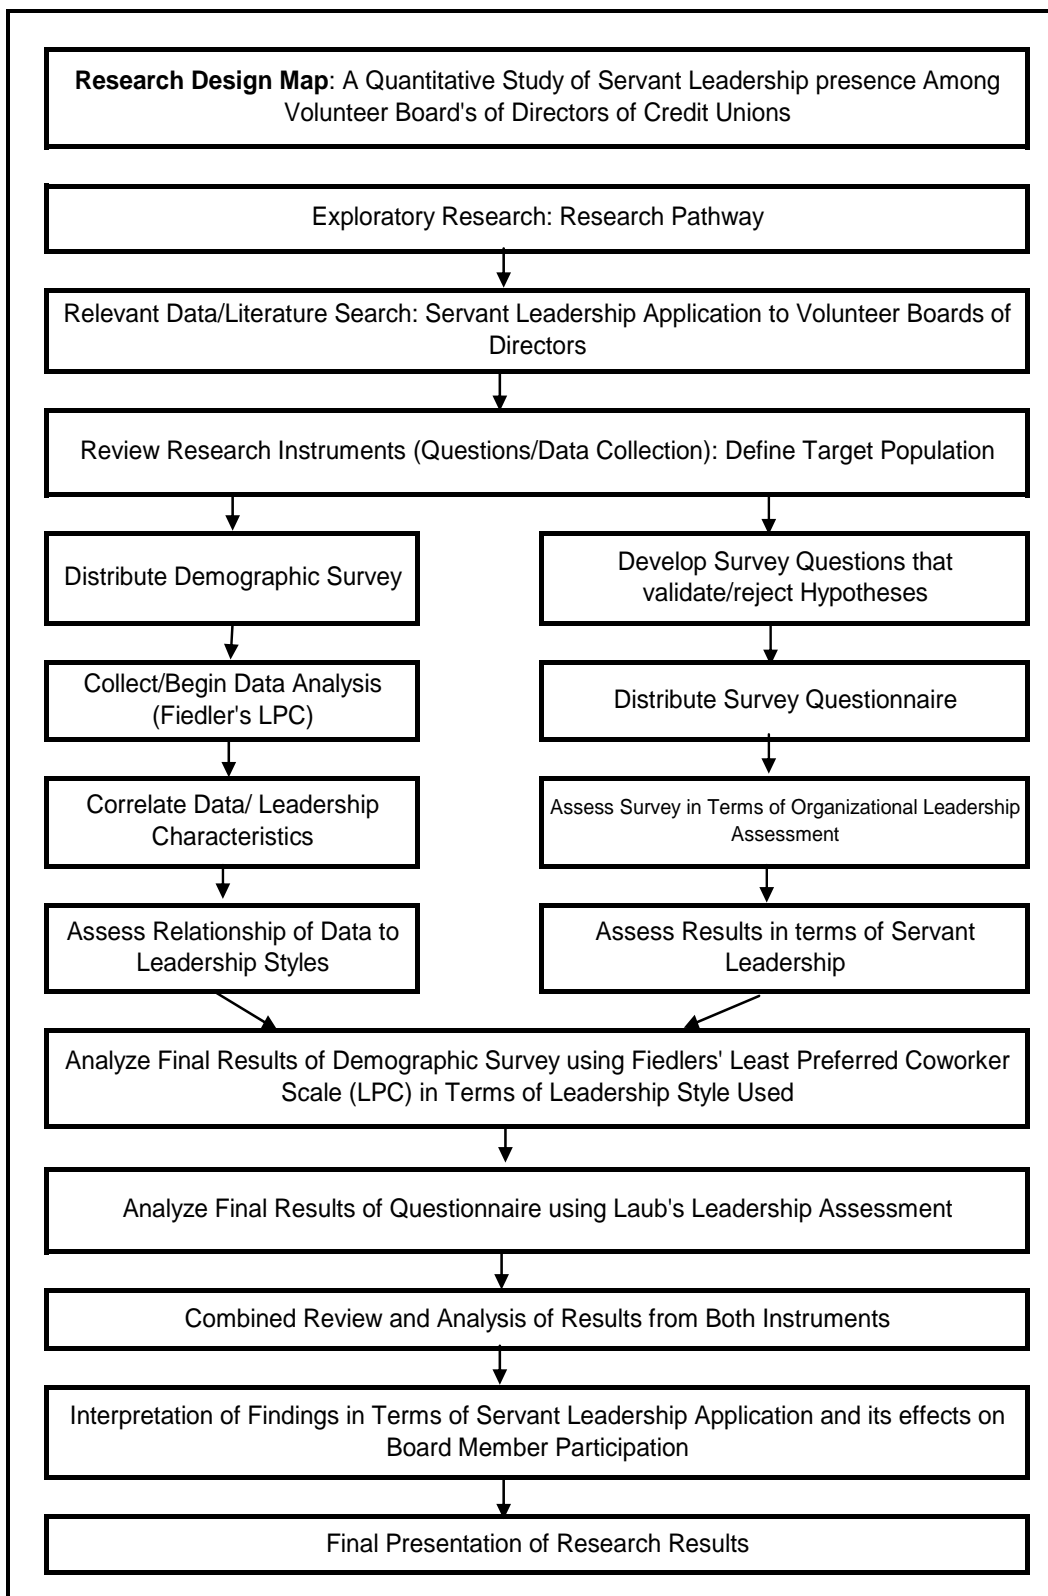 Research Design Map: A Quantitative Study of Servant Leadership presence Among
Volunteer Board's of Directors of Credit Unions
Exploratory Research: Research Pathway
Relevant Data/Literature Search: Servant Leadership Application to Volunteer Boards of
Directors
Review Research Instruments (Questions/Data Collection): Define Target Population
Distribute Demographic Survey
Develop Survey Questions that
validate/reject Hypotheses
Collect/Begin Data Analysis
(Fiedler's LPC)
Distribute Survey Questionnaire
Correlate Data/ Leadership
Characteristics
Assess Survey in Terms of Organizational Leadership
Assessment
Assess Relationship of Data to
Leadership Styles
Assess Results in terms of Servant
Leadership
Analyze Final Results of Demographic Survey using Fiedlers' Least Preferred Coworker
Scale (LPC) in Terms of Leadership Style Used
Analyze Final Results of Questionnaire using Laub's Leadership Assessment
Combined Review and Analysis of Results from Both Instruments
Interpretation of Findings in Terms of Servant Leadership Application and its effects on
Board Member Participation
Final Presentation of Research Results